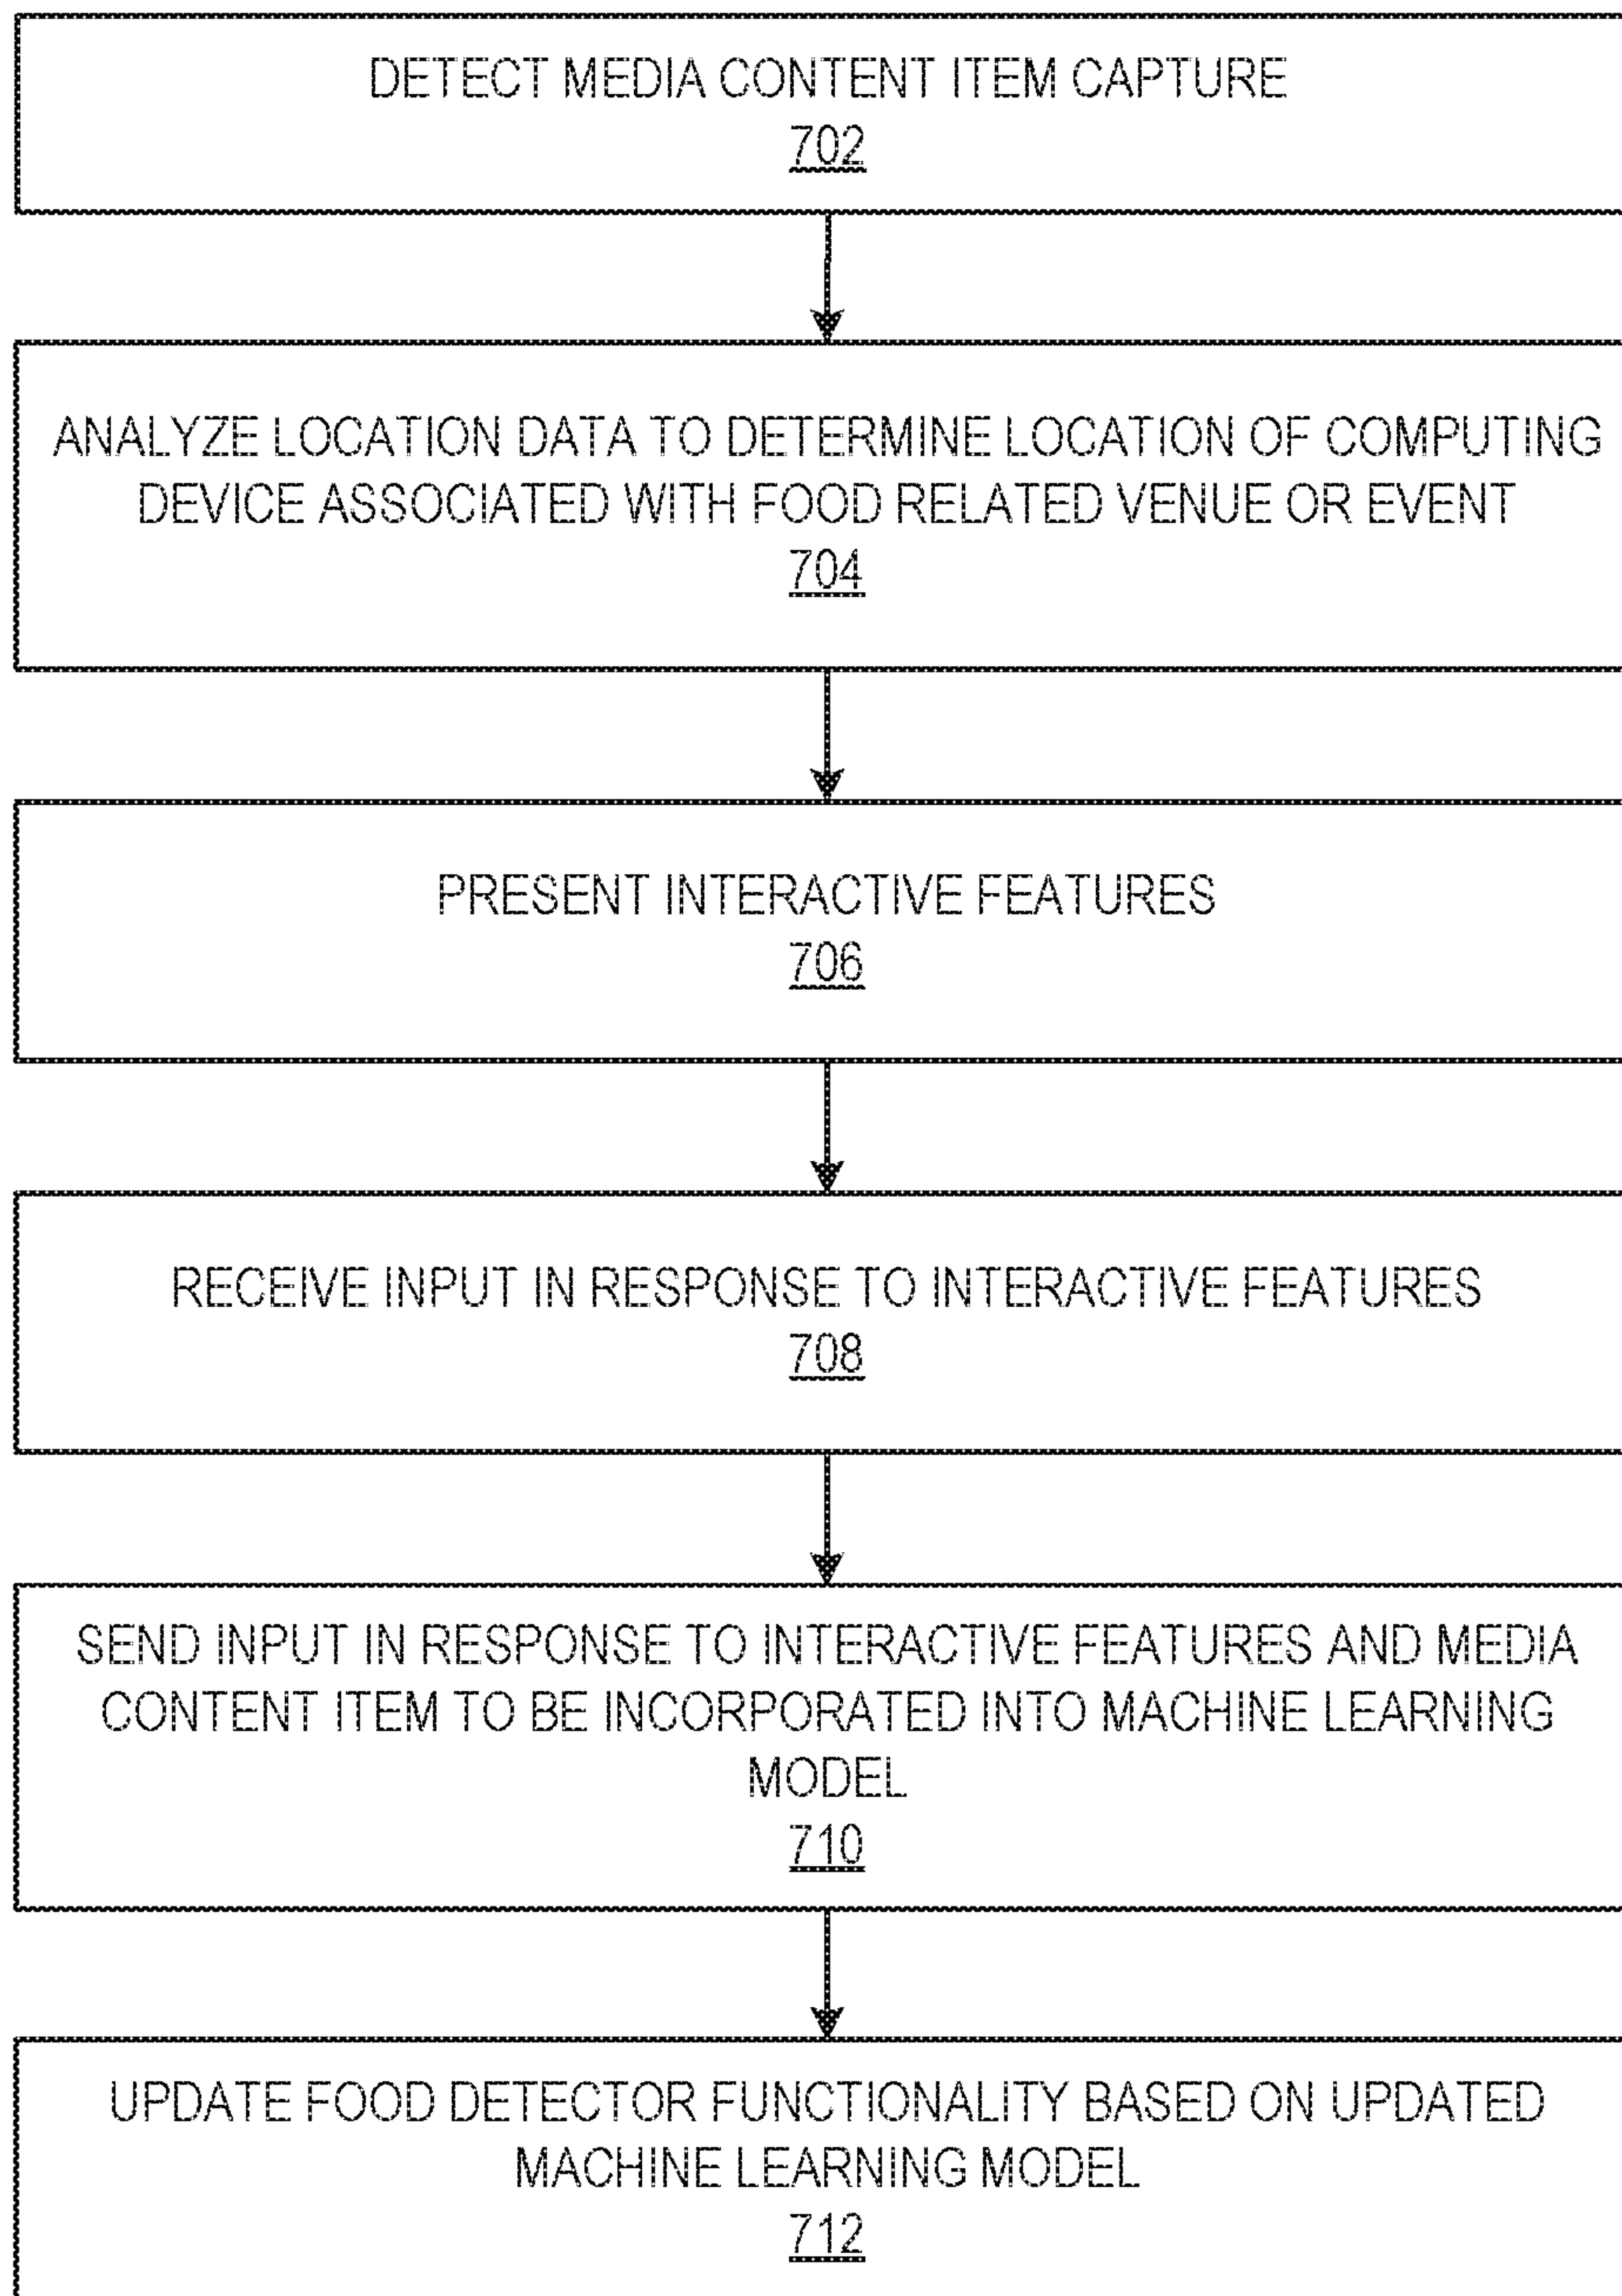 DETECT MEDIA CONTENT ITEM CAPTURE
702
ANALYZE LOCATION DATA TO DETERMINE LOCATION OF COMPUTING
DEVICE ASSOCIATED WITH FOOD RELATED VENUE OR EVENT
704
PRESENT INTERACTIVE FEATURES
706
RECEIVE INPUT IN RESPONSE TO INTERACTIVE FEATURES
708
SEND INPUT IN RESPONSE TO INTERACTIVE FEATURES AND MEDIA
CONTENT ITEM TO BE INCORPORATED INTO MACHINE LEARNING
MODEL
710
UPDATE FOOD DETECTOR FUNCTIONALITY BASED ON UPDATED
MACHINE LEARNING MODEL
712